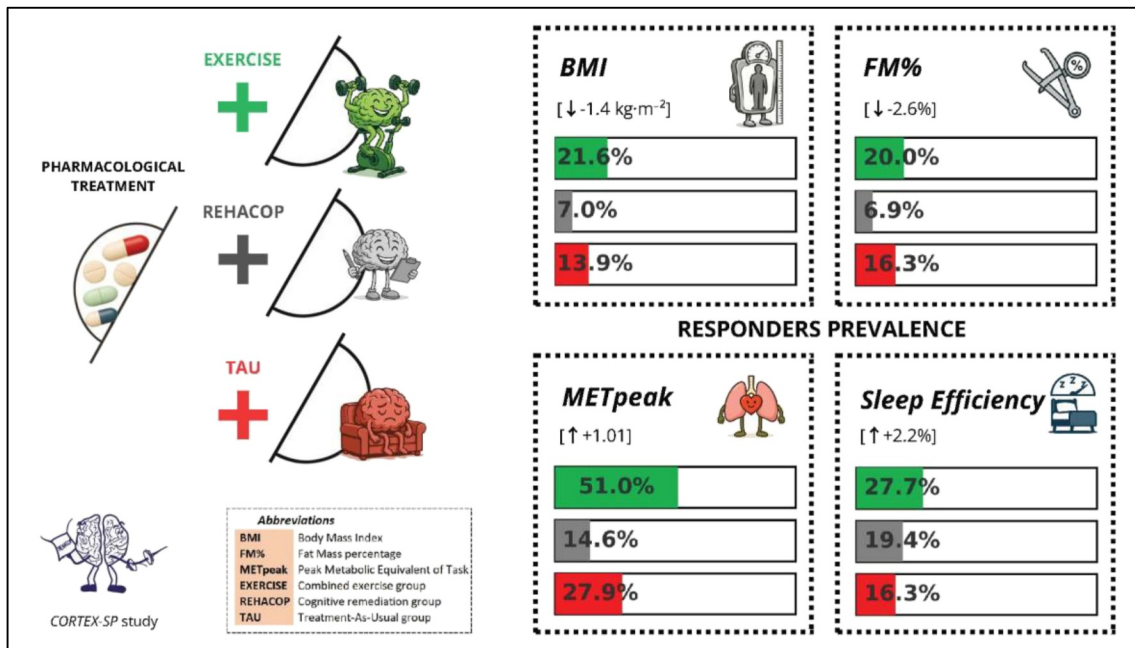 EXERCISE
PHARMACOLOGICAL
TREATMENT
REHACOP
TAU
CORTEX-SP study
Abbreviations
BMI Body Mass Index
FM% Fat Mass percentage
METpeak Peak Metabolic Equivalent of Task
EXERCISE Combined exercise group
REHACOP Cognitive remediation group
TAU Treatment-As-Usual group
BMI
[↓ -1.4 kg·m⁻²]
21.6%
7.0%
13.9%
FM%
%
[↓ -2.6%]
20.0%
6.9%
16.3%
RESPONDERS PREVALENCE
METpeak
[↑ +1.01]
51.0%
14.6%
27.9%
Sleep Efficiency
z z z
[↑ +2.2%]
27.7%
19.4%
16.3%